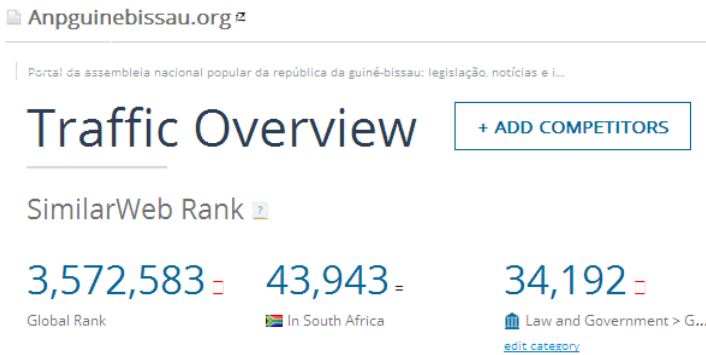 Anpguinebissau.org
Portal da assembleia nacional popular da república da guiné-bissau: legislação, notícias e i...
Traffic Overview
+ ADD COMPETITORS
SimilarWeb Rank ?
3,572,583 43,943 = 34,192
Global Rank In South Africa Law and Government > G...
edit category